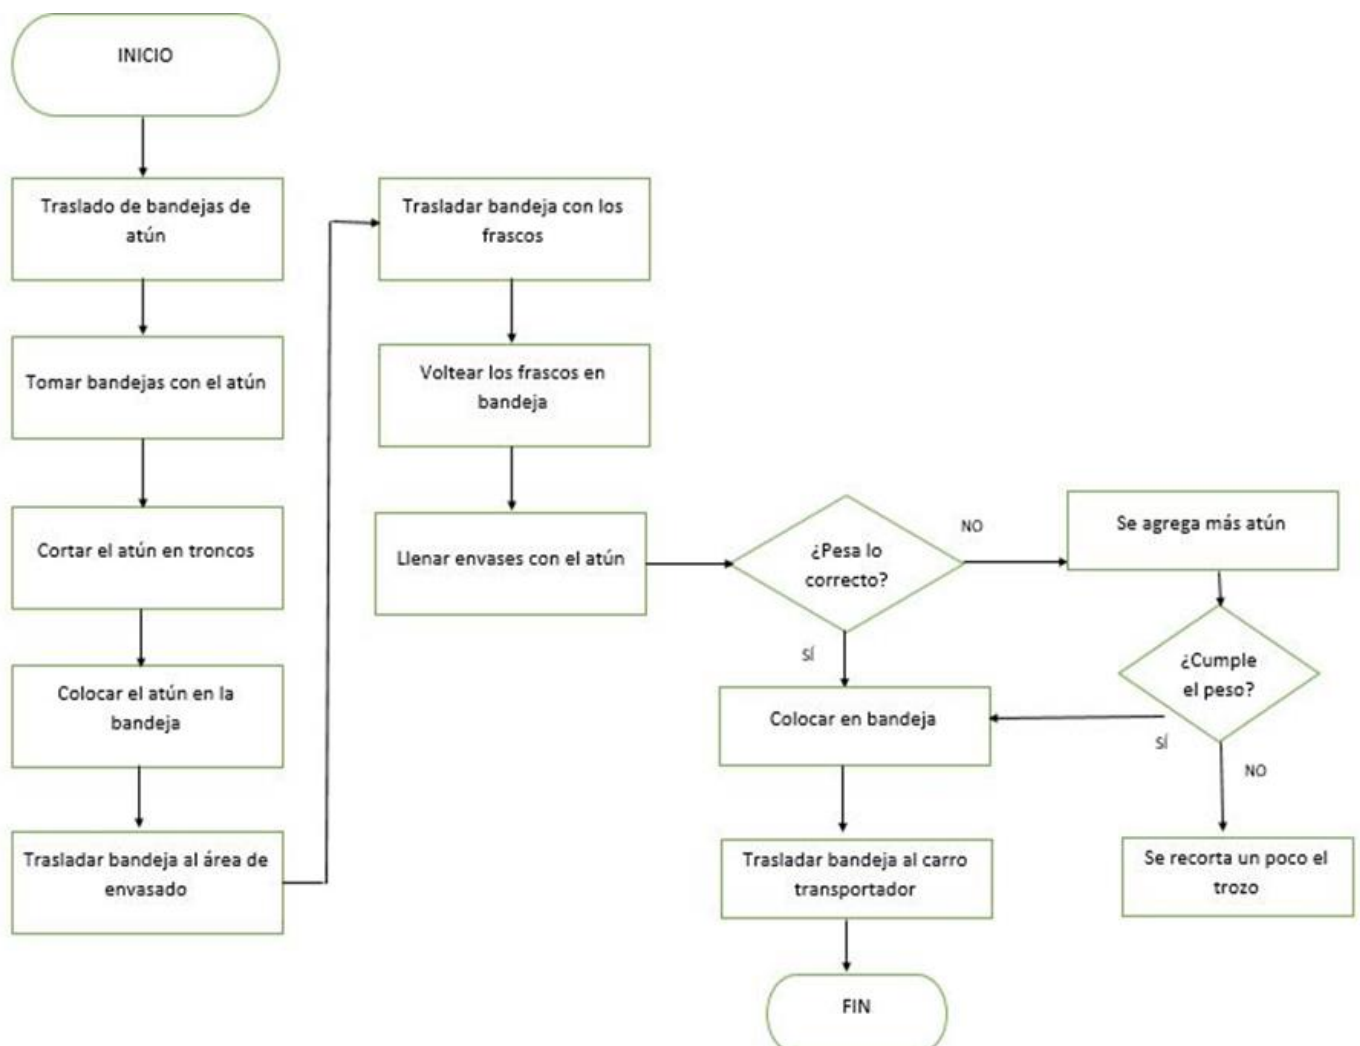 INICIO
Traslado de bandejas de
atún
Tomar bandejas con el atún
Cortar el atún en troncos
Colocar el atún en la
bandeja
Trasladar bandeja al área de
envasado
Trasladar bandeja con los
frascos
Voltear los frascos en
bandeja
Llenar envases con el atún
¿Pesa lo
correcto?
NO
Se agrega más atún
SÍ
¿Cumple
el peso?
Colocar en bandeja
SÍ
NO
Trasladar bandeja al carro
transportador
Se recorta un poco el
trozo
FIN